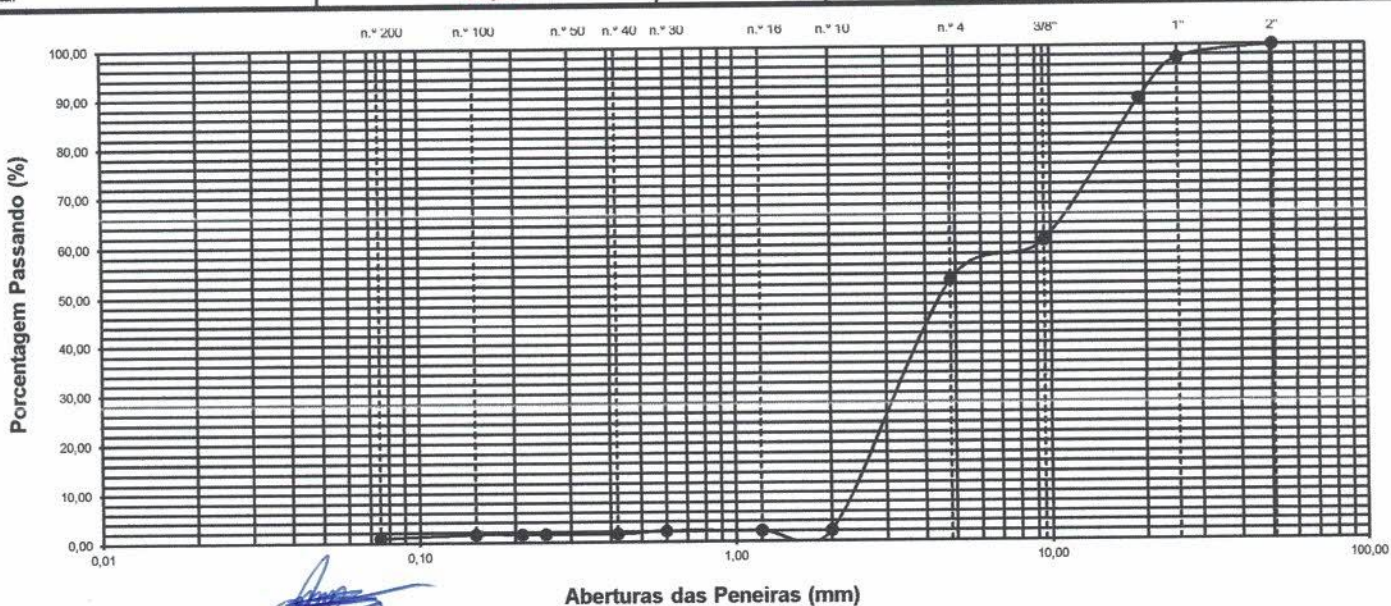 n.º 200 n.º 100 n.º 50 n.º 40 n.º 30 n.º 16 n.º 10 n.º 4 3/8" 1" 2"
100,00
90,00
80,00
70,00
60,00
50,00
40,00
30,00
20,00
10,00
0,00
Porcentagem Passando (%)
0,01 0,10 1,00 10,00 100,00
Aberturas das Peneiras (mm)